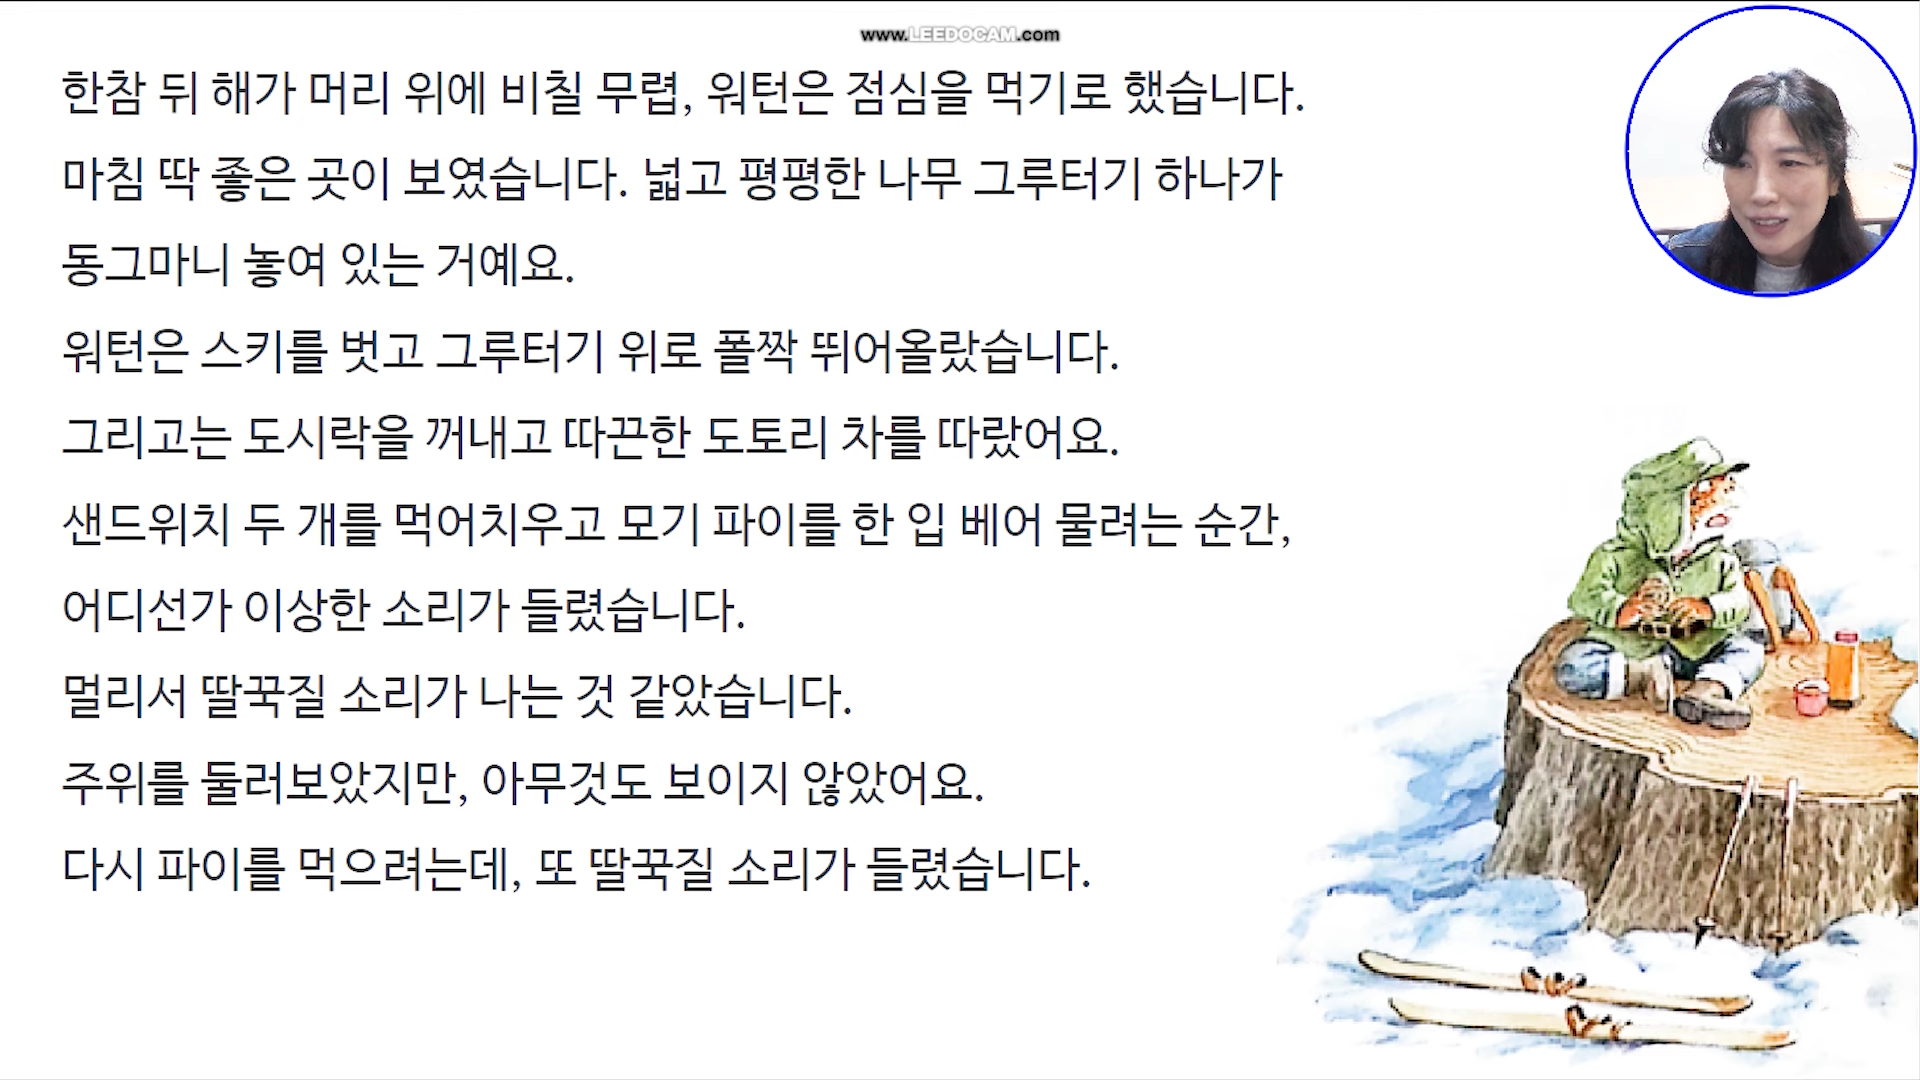 www.LEEDOCAM.com
한참 뒤 해가 머리 위에 비칠 무렵, 워턴은 점심을 먹기로 했습니다.
마침 딱 좋은 곳이 보였습니다. 넓고 평평한 나무 그루터기 하나가
동그마니 놓여 있는 거예요.
워턴은 스키를 벗고 그루터기 위로 폴짝 뛰어올랐습니다.
그리고는 도시락을 꺼내고 따끈한 도토리 차를 따랐어요.
샌드위치 두 개를 먹어치우고 모기 파이를 한 입 베어 물려는 순간,
어디선가 이상한 소리가 들렸습니다.
멀리서 딸꾹질 소리가 나는 것 같았습니다.
주위를 둘러보았지만, 아무것도 보이지 않았어요.
다시 파이를 먹으려는데, 또 딸꾹질 소리가 들렸습니다.